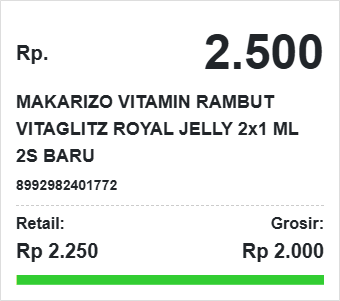 Rp. 2.500
MAKARIZO VITAMIN RAMBUT
VITAGLITZ ROYAL JELLY 2x1 ML
2S BARU
8992982401772
Retail: Grosir:
Rp 2.250 Rp 2.000